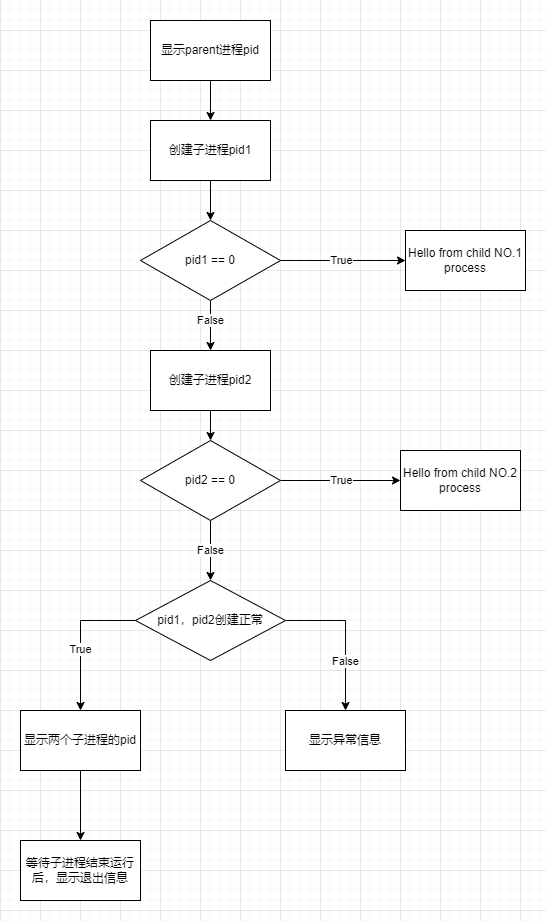 显示parent进程pid
创建子进程pid1
pid1 == 0
True
Hello from child NO.1
process
False
创建子进程pid2
pid2 == 0
True
Hello from child NO.2
process
False
pid1，pid2创建正常
True
False
显示两个子进程的pid
显示异常信息
等待子进程结束运行
后，显示退出信息